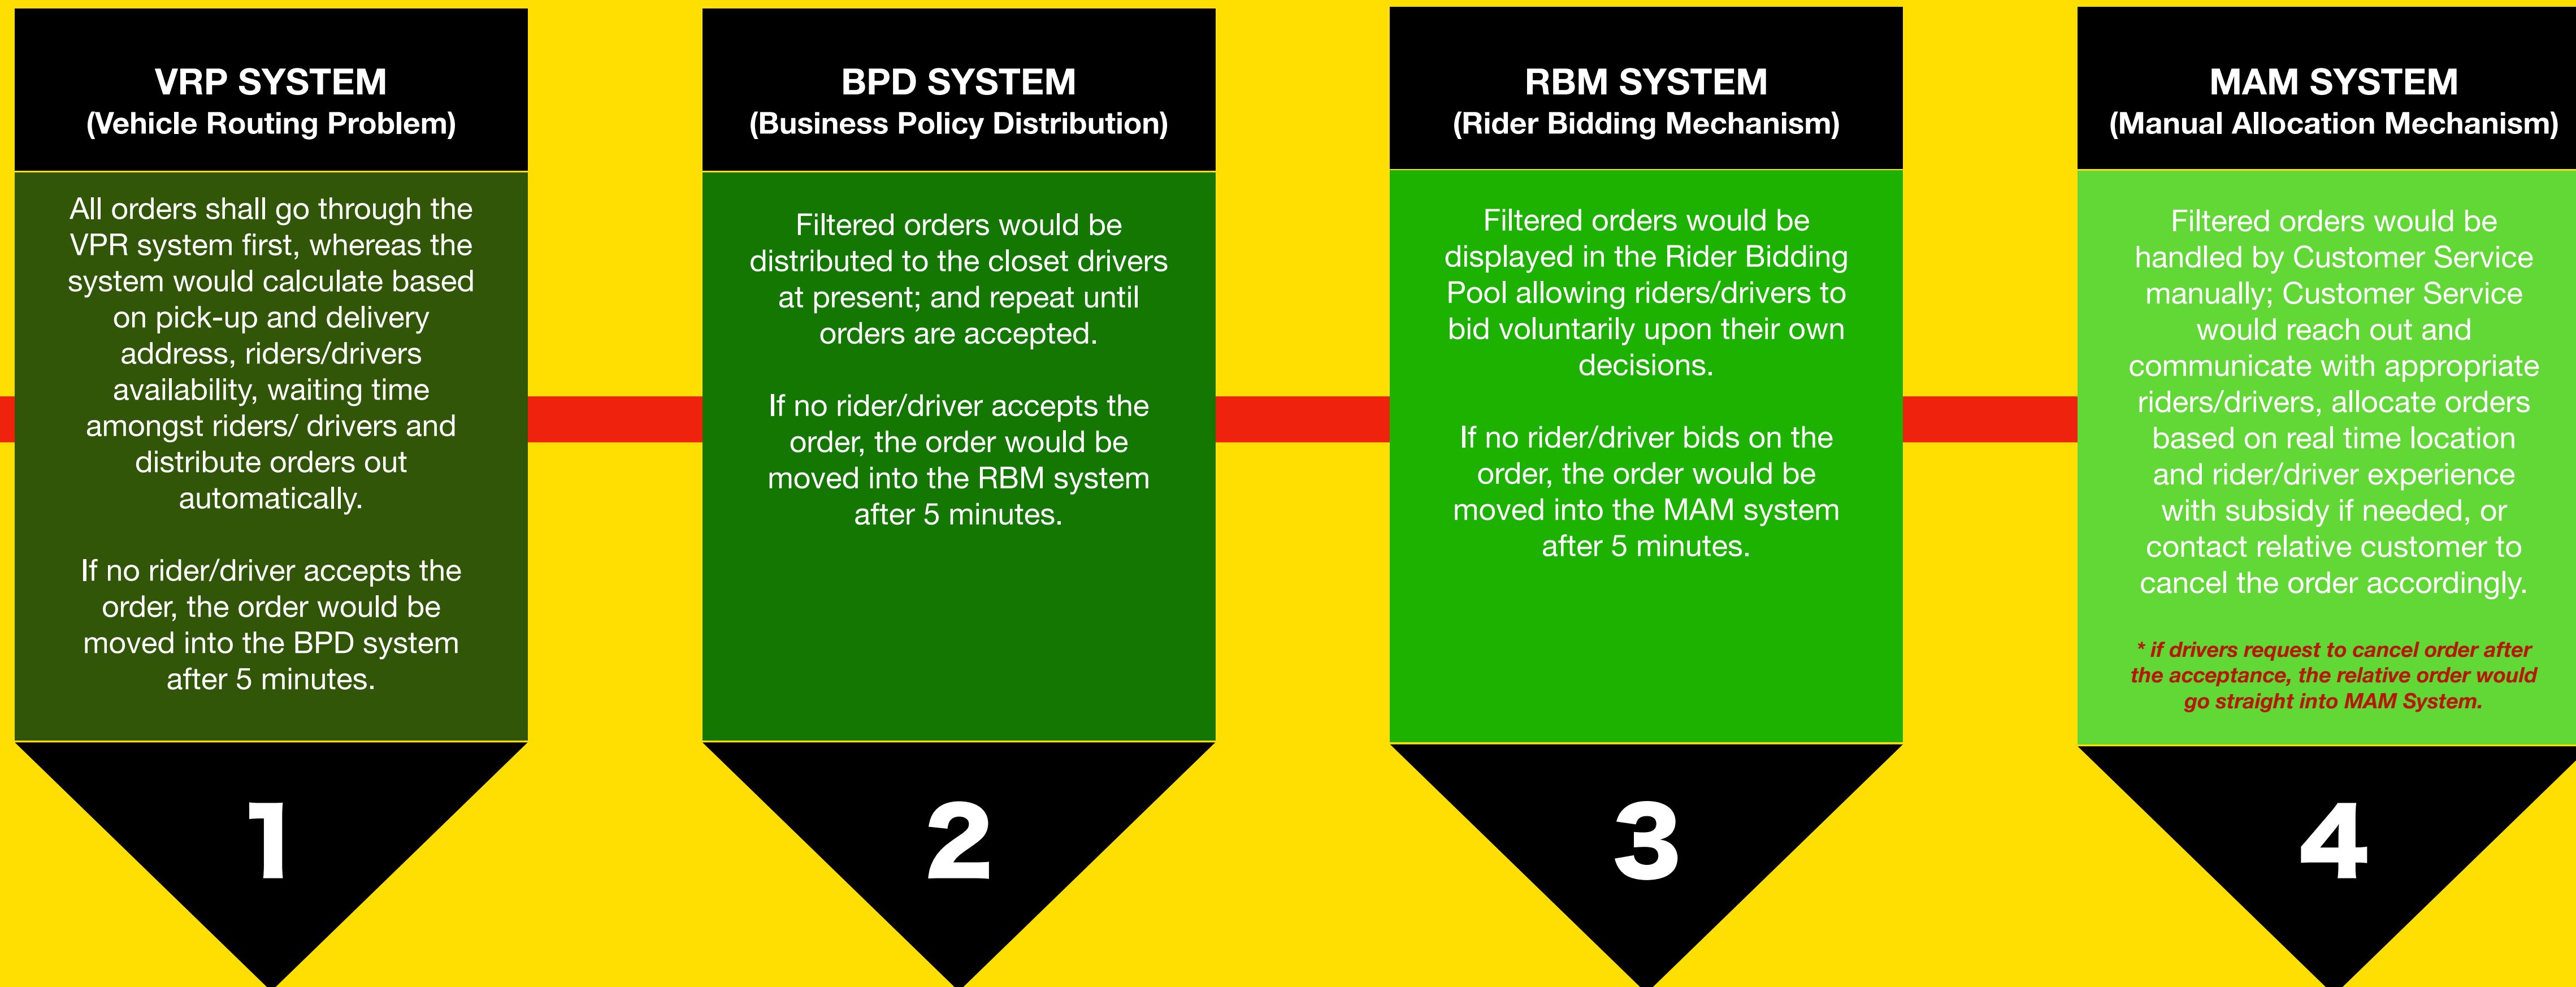 VRP SYSTEM
(Vehicle Routing Problem)
All orders shall go through the
VPR system first, whereas the
system would calculate based
on pick-up and delivery
address, riders/drivers
availability, waiting time
amongst riders/ drivers and
distribute orders out
automatically.
If no rider/driver accepts the
order, the order would be
moved into the BPD system
after 5 minutes.
1
BPD SYSTEM
(Business Policy Distribution)
Filtered orders would be
distributed to the closet drivers
at present; and repeat until
orders are accepted.
If no rider/driver accepts the
order, the order would be
moved into the RBM system
after 5 minutes.
2
RBM SYSTEM
(Rider Bidding Mechanism)
Filtered orders would be
displayed in the Rider Bidding
Pool allowing riders/drivers to
bid voluntarily upon their own
decisions.
If no rider/driver bids on the
order, the order would be
moved into the MAM system
after 5 minutes.
3
MAM SYSTEM
(Manual Allocation Mechanism)
Filtered orders would be
handled by Customer Service
manually; Customer Service
would reach out and
communicate with appropriate
riders/drivers, allocate orders
based on real time location
and rider/driver experience
with subsidy if needed, or
contact relative customer to
cancel the order accordingly.
* if drivers request to cancel order after
the acceptance, the relative order would
go straight into MAM System.
4